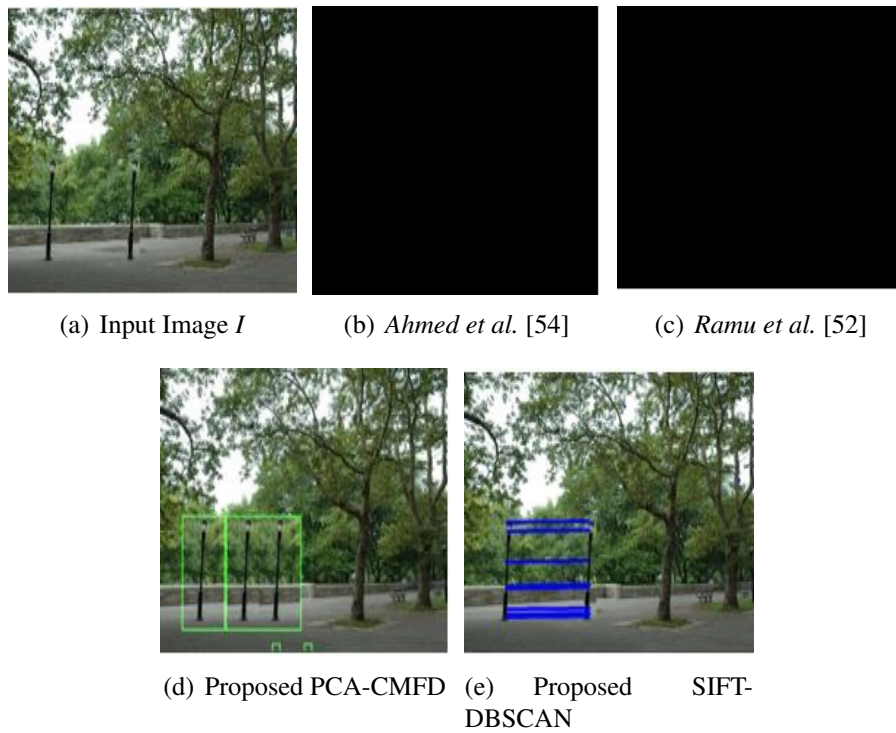 (a) Input Image I
(b) Ahmed et al. [54]
(c) Ramu et al. [52]
(d) Proposed PCA-CMFD
(e) Proposed SIFT-
DBSCAN